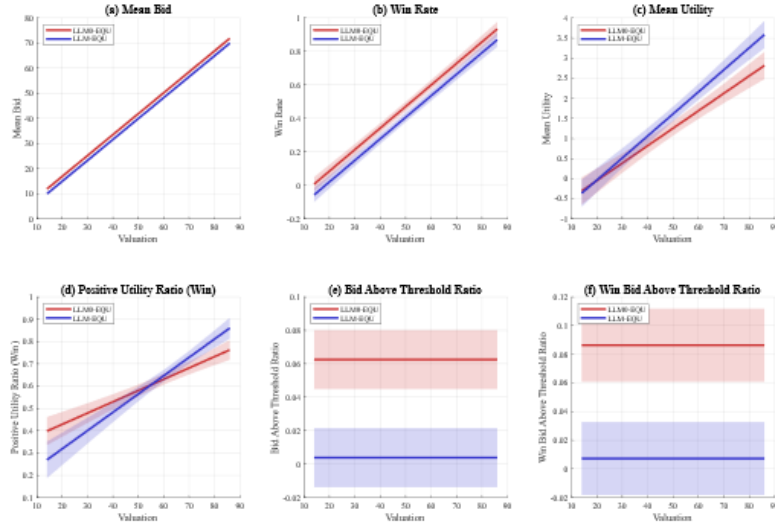 (a) Mean Bid
80
70
60
50
40
30
20
10
0
Mean Bid
10 20 30 40 50 60 70 80 90
Valuation
LLM0-EQU
LLM-EQU
(b) Win Rate
1
0.8
0.6
0.4
0.2
0
-0.2
Win Rate
10 20 30 40 50 60 70 80 90
Valuation
LLM0-EQU
LLM-EQU
(c) Mean Utility
4
3.5
3
2.5
2
1.5
1
0.5
0
-0.5
-1
Mean Utility
10 20 30 40 50 60 70 80 90
Valuation
LLM0-EQU
LLM-EQU
(d) Positive Utility Ratio (Win)
1
0.9
0.8
0.7
0.6
0.5
0.4
0.3
0.2
0.1
Positive Utility Ratio (Win)
10 20 30 40 50 60 70 80 90
Valuation
LLM0-EQU
LLM-EQU
(e) Bid Above Threshold Ratio
0.1
0.08
0.06
0.04
0.02
0
-0.02
Bid Above Threshold Ratio
10 20 30 40 50 60 70 80 90
Valuation
LLM0-EQU
LLM-EQU
(f) Win Bid Above Threshold Ratio
0.12
0.1
0.08
0.06
0.04
0.02
0
-0.02
Win Bid Above Threshold Ratio
10 20 30 40 50 60 70 80 90
Valuation
LLM0-EQU
LLM-EQU